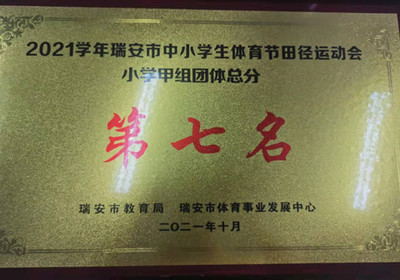 2021学年瑞安市中小学生体育节田径运动会
小学甲组团体总分
第七名
瑞安市教育局 瑞安市体育事业发展中心
二〇二一年十月